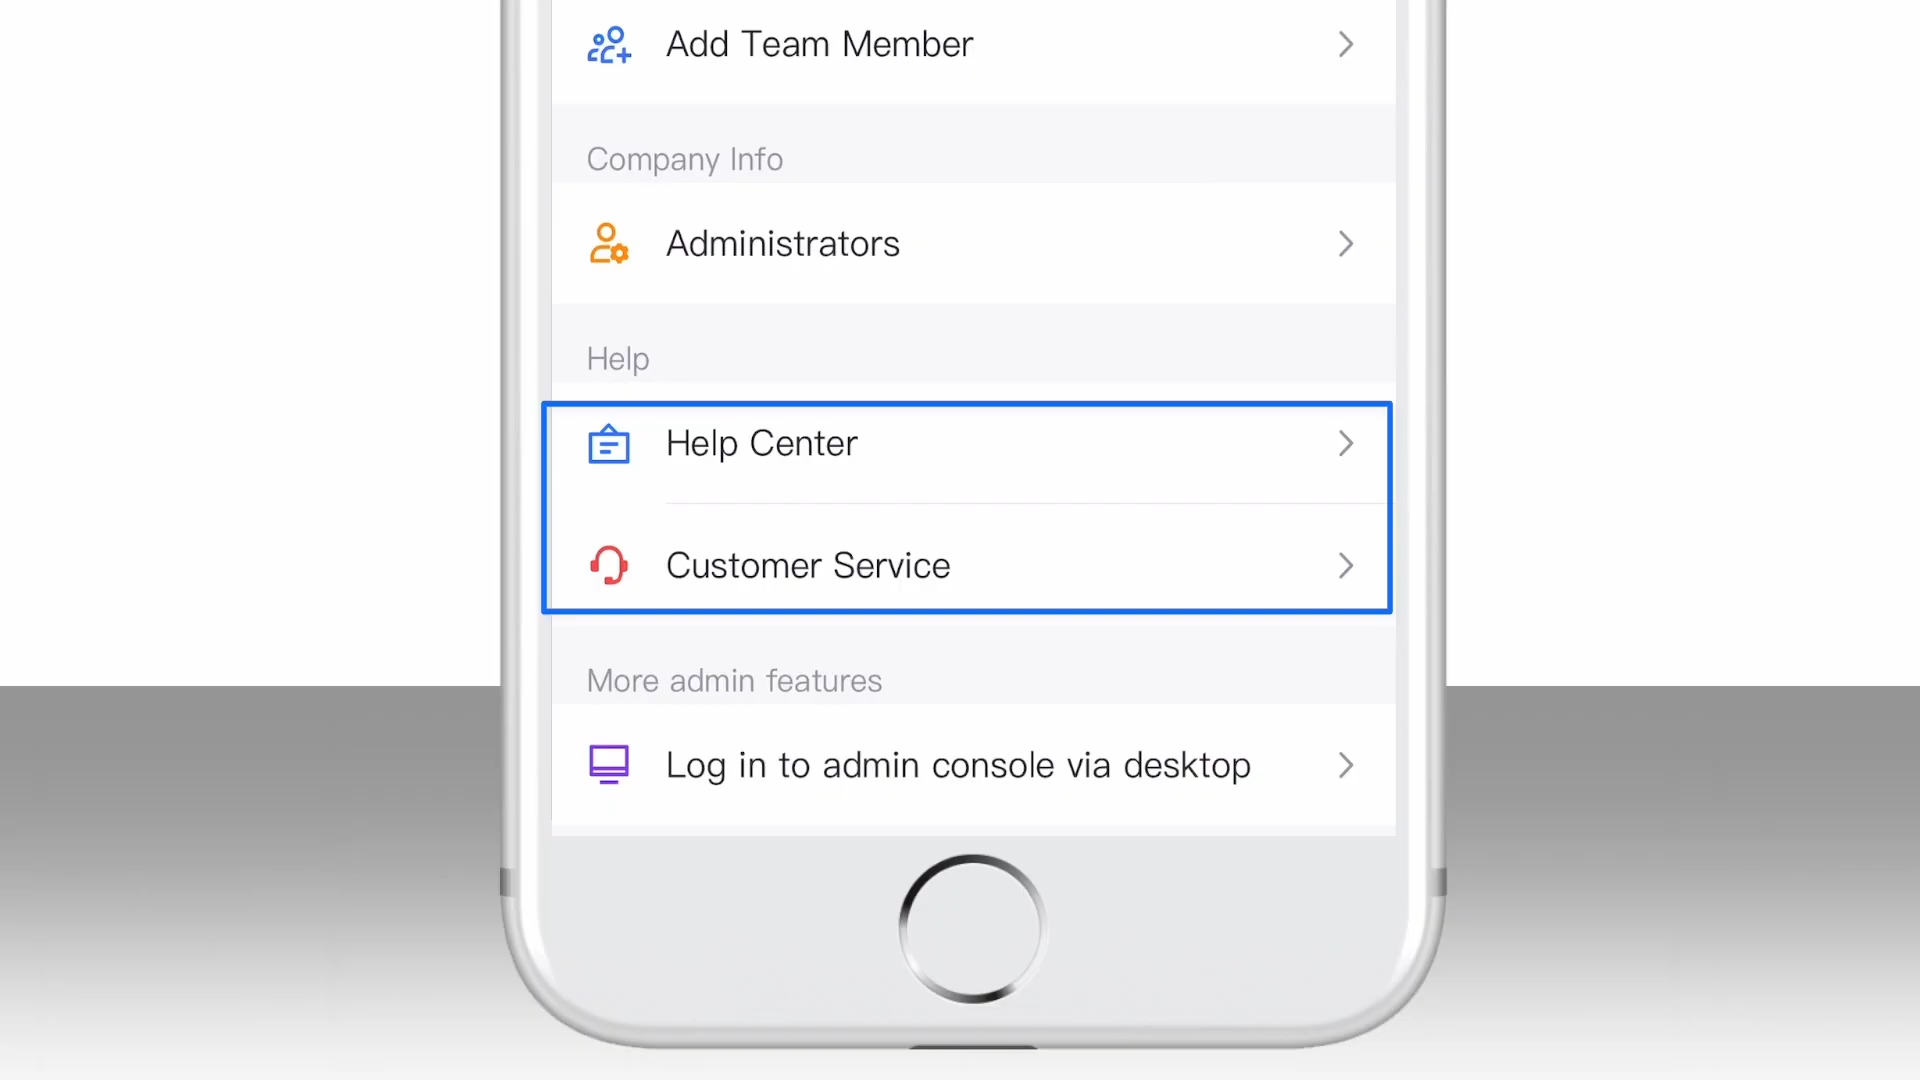 Add Team Member
Company Info
Administrators
Help
Help Center
Customer Service
More admin features
Log in to admin console via desktop